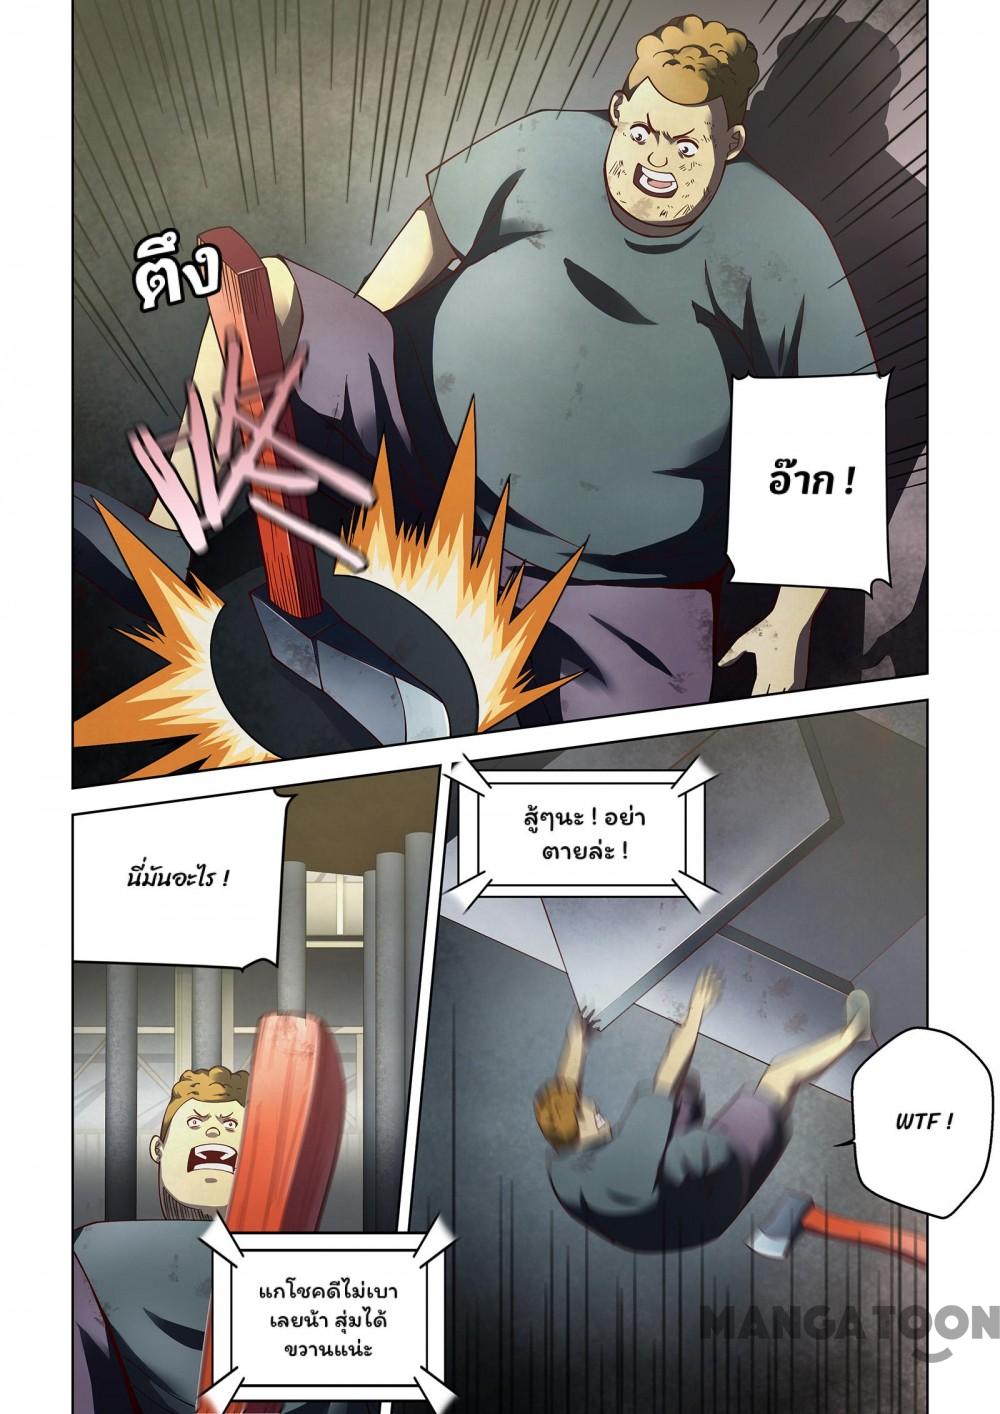 ตึง
อ๊าก !
นี่มันอะไร !
แกโชคดีไม่เบา
เลยน้า สุ่มได้
ขวานแน่ะ
สู้ๆนะ ! อย่า
ตายล่ะ !
WTF !
MANGATOON